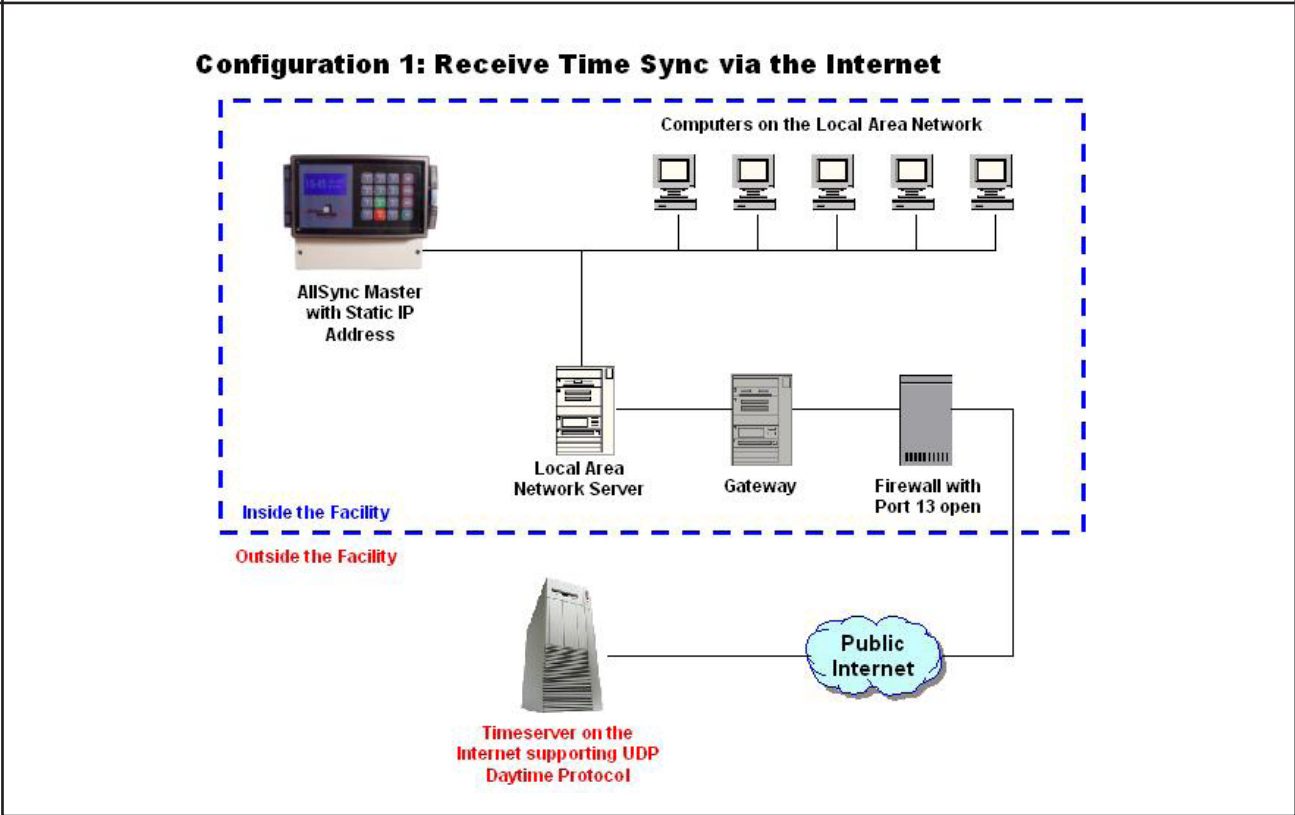 Configuration 1: Receive Time Sync via the Internet
Computers on the Local Area Network
AllSync Master
with Static IP
Address
Local Area
Network Server
Gateway
Firewall with
Port 13 open
Inside the Facility
Outside the Facility
Public
Internet
Timeserver on the
Internet supporting UDP
Daytime Protocol